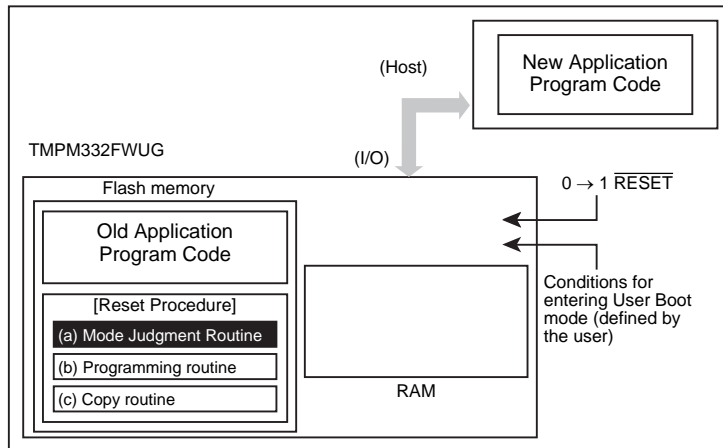 New Application
Program Code
(Host)
TMPM332FWUG
(I/O)
0 → 1 RESET
Flash memory
Old Application
Program Code
[Reset Procedure]
(a) Mode Judgment Routine
(b) Programming routine
(c) Copy routine
RAM
Conditions for
entering User Boot
mode (defined by
the user)